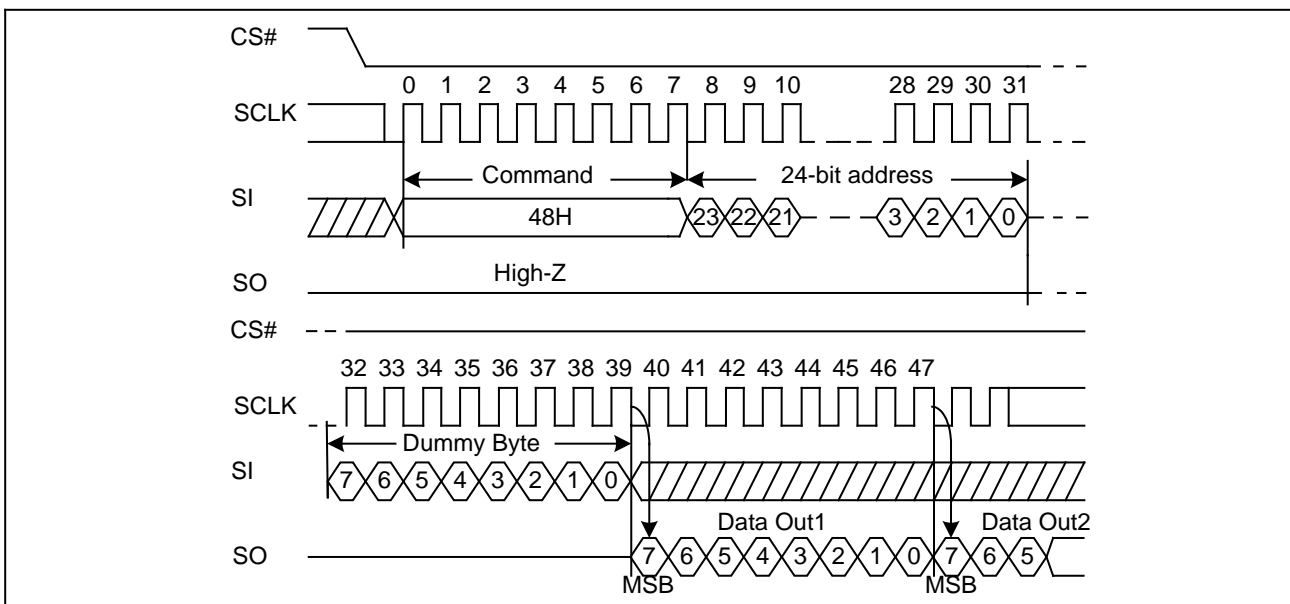 CS#
0 1 2 3 4 5 6 7 8 9 10 28 29 30 31
SCLK
Command 24-bit address
SI
48H 23 22 21 3 2 1 0
High-Z
SO
CS#
32 33 34 35 36 37 38 39 40 41 42 43 44 45 46 47
SCLK
Dummy Byte
SI
7 6 5 4 3 2 1 0
Data Out1 Data Out2
SO
7 6 5 4 3 2 1 0 7 6 5
MSB MSB